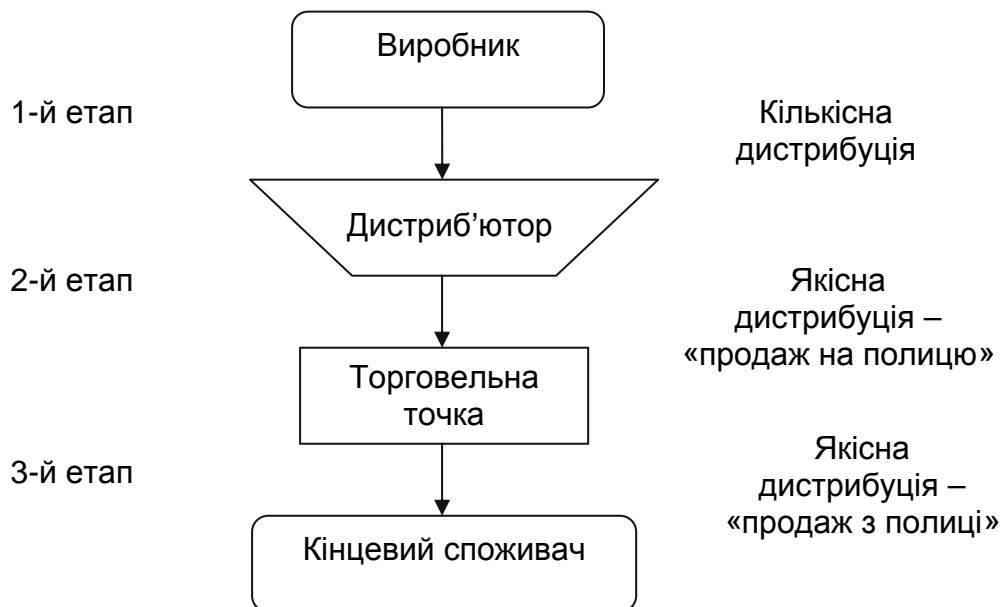 Виробник
1-й етап
Кількісна
дистрибуція
Дистриб’ютор
2-й етап
Якісна
дистрибуція –
«продаж на полицю»
Торговельна
точка
3-й етап
Якісна
дистрибуція –
«продаж з полиці»
Кінцевий споживач